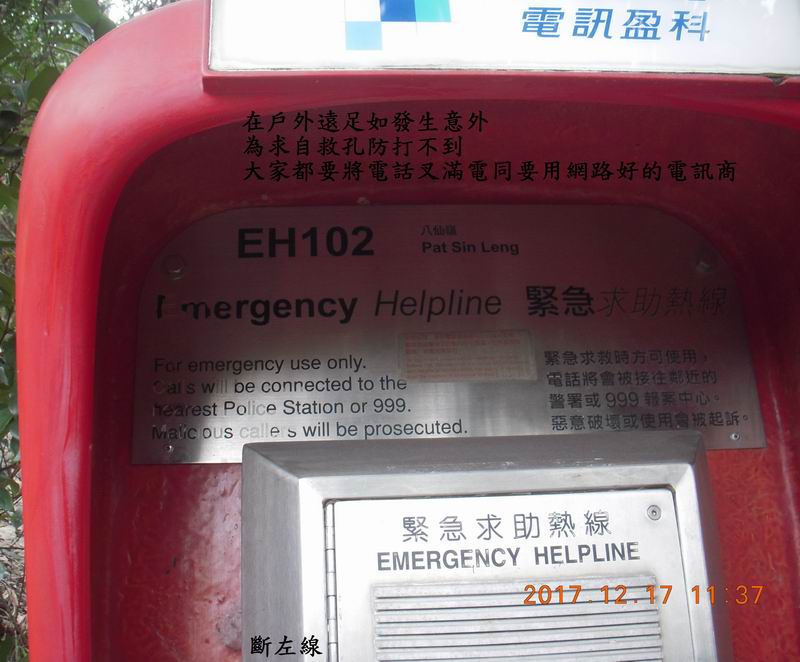 電訊盈科
在戶外遠足如發生意外
為求自救孔防打不到
大家都要將電話叉滿電同要用網路好的電訊商
EH102
八仙嶺
Pat Sin Leng
Emergency Helpline 緊急求助熱線
For emergency use only.
Calls will be connected to the
nearest Police Station or 999.
Malicious callers will be prosecuted.
緊急求救時方可使用，
電話將會被接往鄰近的
警署或 999 報案中心。
惡意破壞或使用會被起訴。
緊急求助熱線
EMERGENCY HELPLINE
2017.12.17 11:37
斷左線